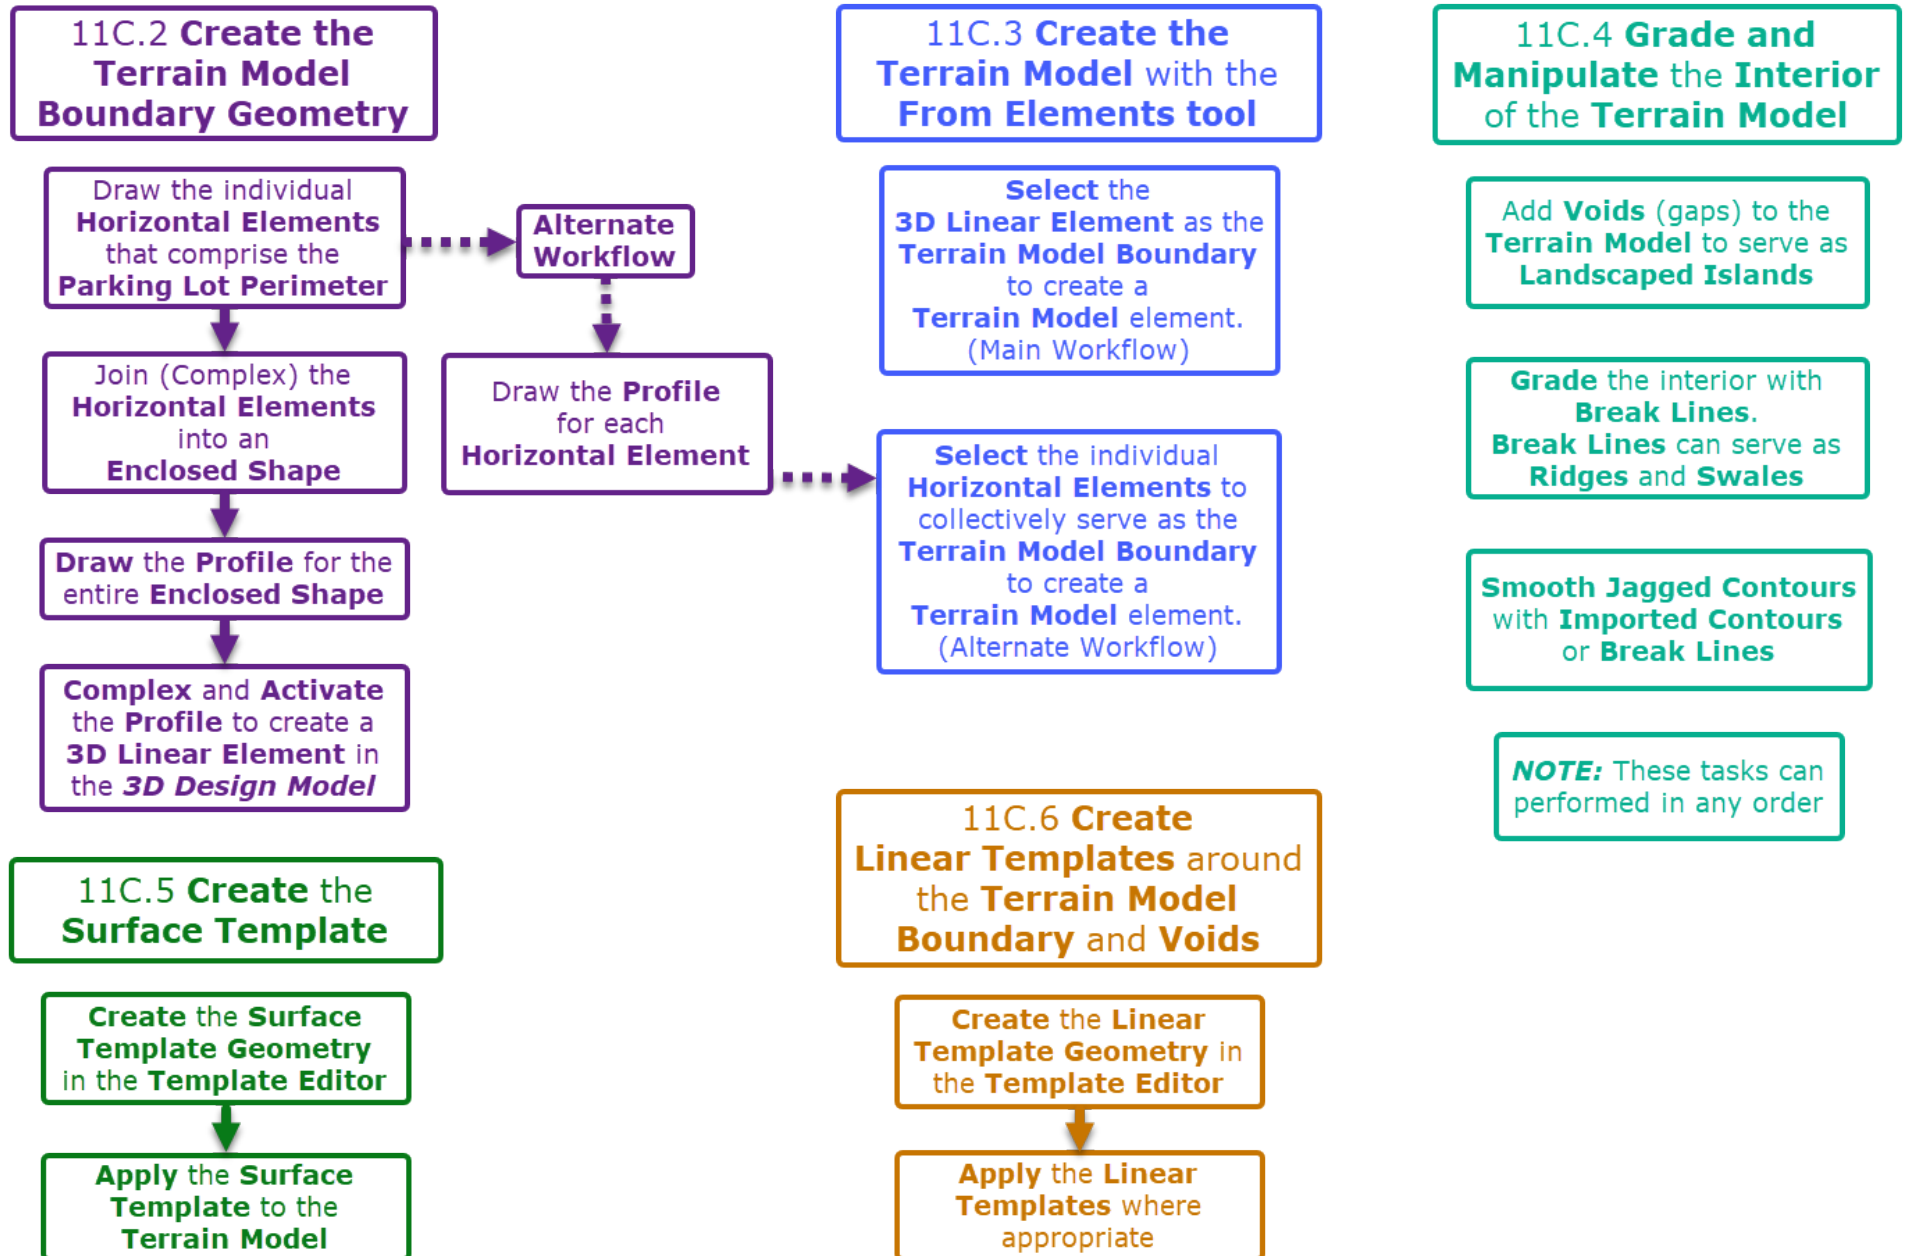 11C.2 Create the
Terrain Model
Boundary Geometry
Draw the individual
Horizontal Elements
that comprise the
Parking Lot Perimeter
Alternate
Workflow
Join (Complex) the
Horizontal Elements
into an
Enclosed Shape
Draw the Profile
for each
Horizontal Element
Draw the Profile for the
entire Enclosed Shape
Complex and Activate
the Profile to create a
3D Linear Element in
the 3D Design Model
11C.3 Create the
Terrain Model with the
From Elements tool
Select the
3D Linear Element as the
Terrain Model Boundary
to create a
Terrain Model element.
(Main Workflow)
Select the individual
Horizontal Elements to
collectively serve as the
Terrain Model Boundary
to create a
Terrain Model element.
(Alternate Workflow)
11C.4 Grade and
Manipulate the Interior
of the Terrain Model
Add Voids (gaps) to the
Terrain Model to serve as
Landscaped Islands
Grade the interior with
Break Lines.
Break Lines can serve as
Ridges and Swales
Smooth Jagged Contours
with Imported Contours
or Break Lines
NOTE: These tasks can
performed in any order
11C.5 Create the
Surface Template
Create the Surface
Template Geometry
in the Template Editor
Apply the Surface
Template to the
Terrain Model
11C.6 Create
Linear Templates around
the Terrain Model
Boundary and Voids
Create the Linear
Template Geometry in
the Template Editor
Apply the Linear
Templates where
appropriate